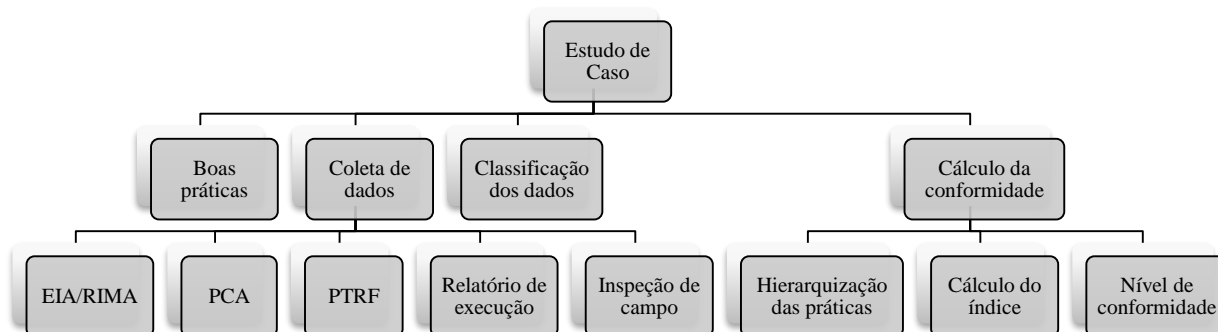 Estudo de
Caso
Boas
práticas
Coleta de
dados
Classificação
dos dados
Cálculo da
conformidade
EIA/RIMA
PCA
PTRF
Relatório de
execução
Inspeção de
campo
Hierarquização
das práticas
Cálculo do
índice
Nível de
conformidade